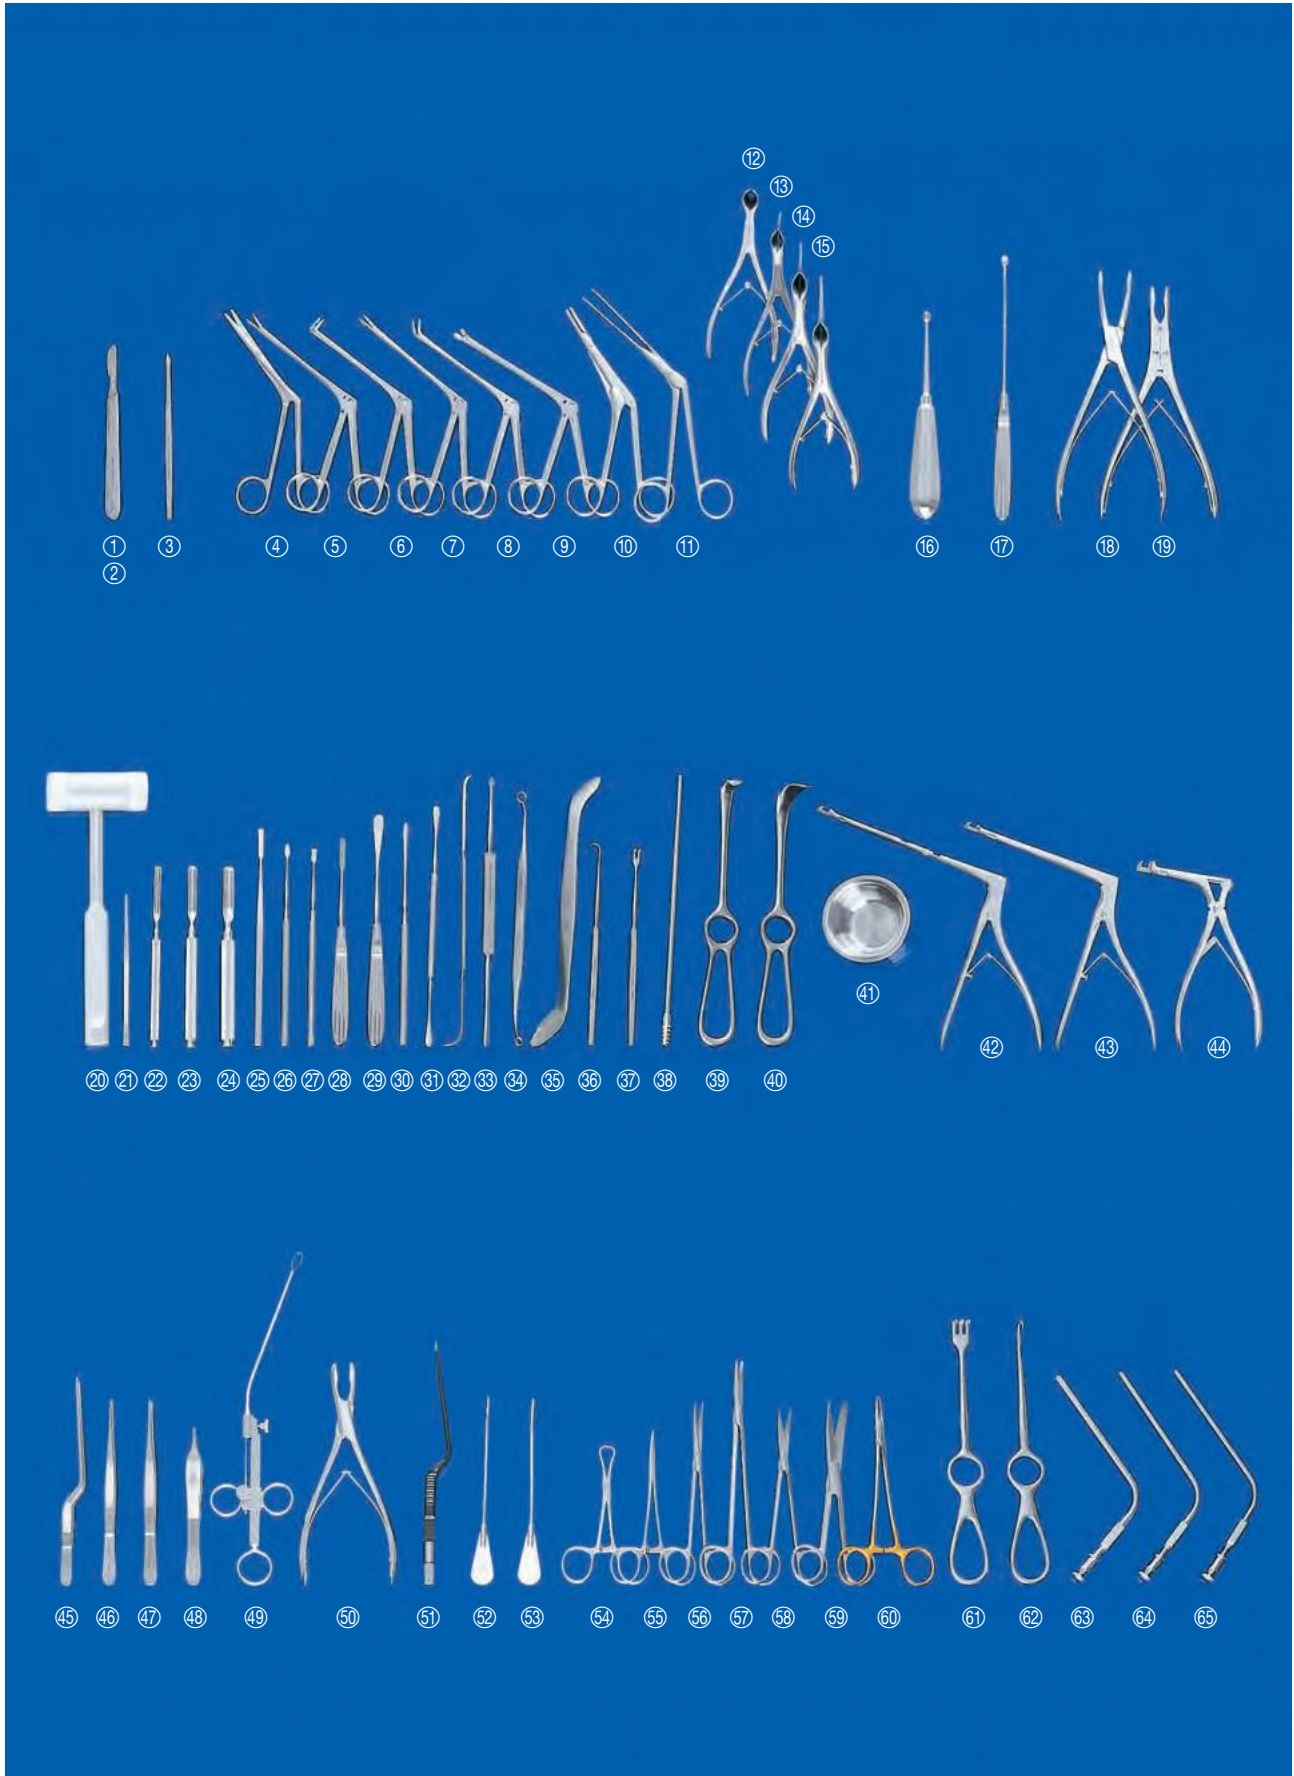 ⑫
⑬
⑭
⑮
① ③ ④ ⑤ ⑥ ⑦ ⑧ ⑨ ⑩ ⑪ ⑯ ⑰ ⑱ ⑲
②
㊶
㊷ ㊸ ㊹
⑳ ㉑ ㉒ ㉓ ㉔ ㉕ ㉖ ㉗ ㉘ ㉙ ㉚ ㉛ ㉜ ㉝ ㉞ ㉟ ㊱ ㊲ ㊳ ㊴ ㊵
㊺ ㊻ ㊼ ㊽ ㊾ ㊿ 51 52 53 54 55 56 57 58 59 60 61 62 63 64 65